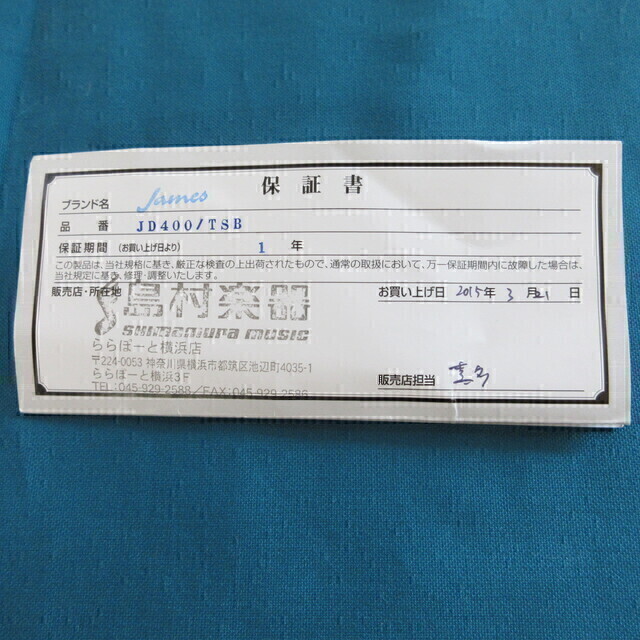 保証書
ブランド名 James
品番 JD400/TSB
保証期間 (お買い上げ日より) 1 年
この製品は、当社規格に基き、厳正な検査の上出荷されたもので、通常の取扱において、万一保証期間内に故障した場合は、
当社規定に基き、修理・調整いたします。
販売店・所在地
お買い上げ日 2015年 3 月 21 日
島村楽器
Shimamura music
ららぽーと横浜店
〒224-0053 神奈川県横浜市都筑区池辺町4035-1
ららぽーと横浜3F
TEL:045-929-2588/FAX:045-929-2586
販売店担当